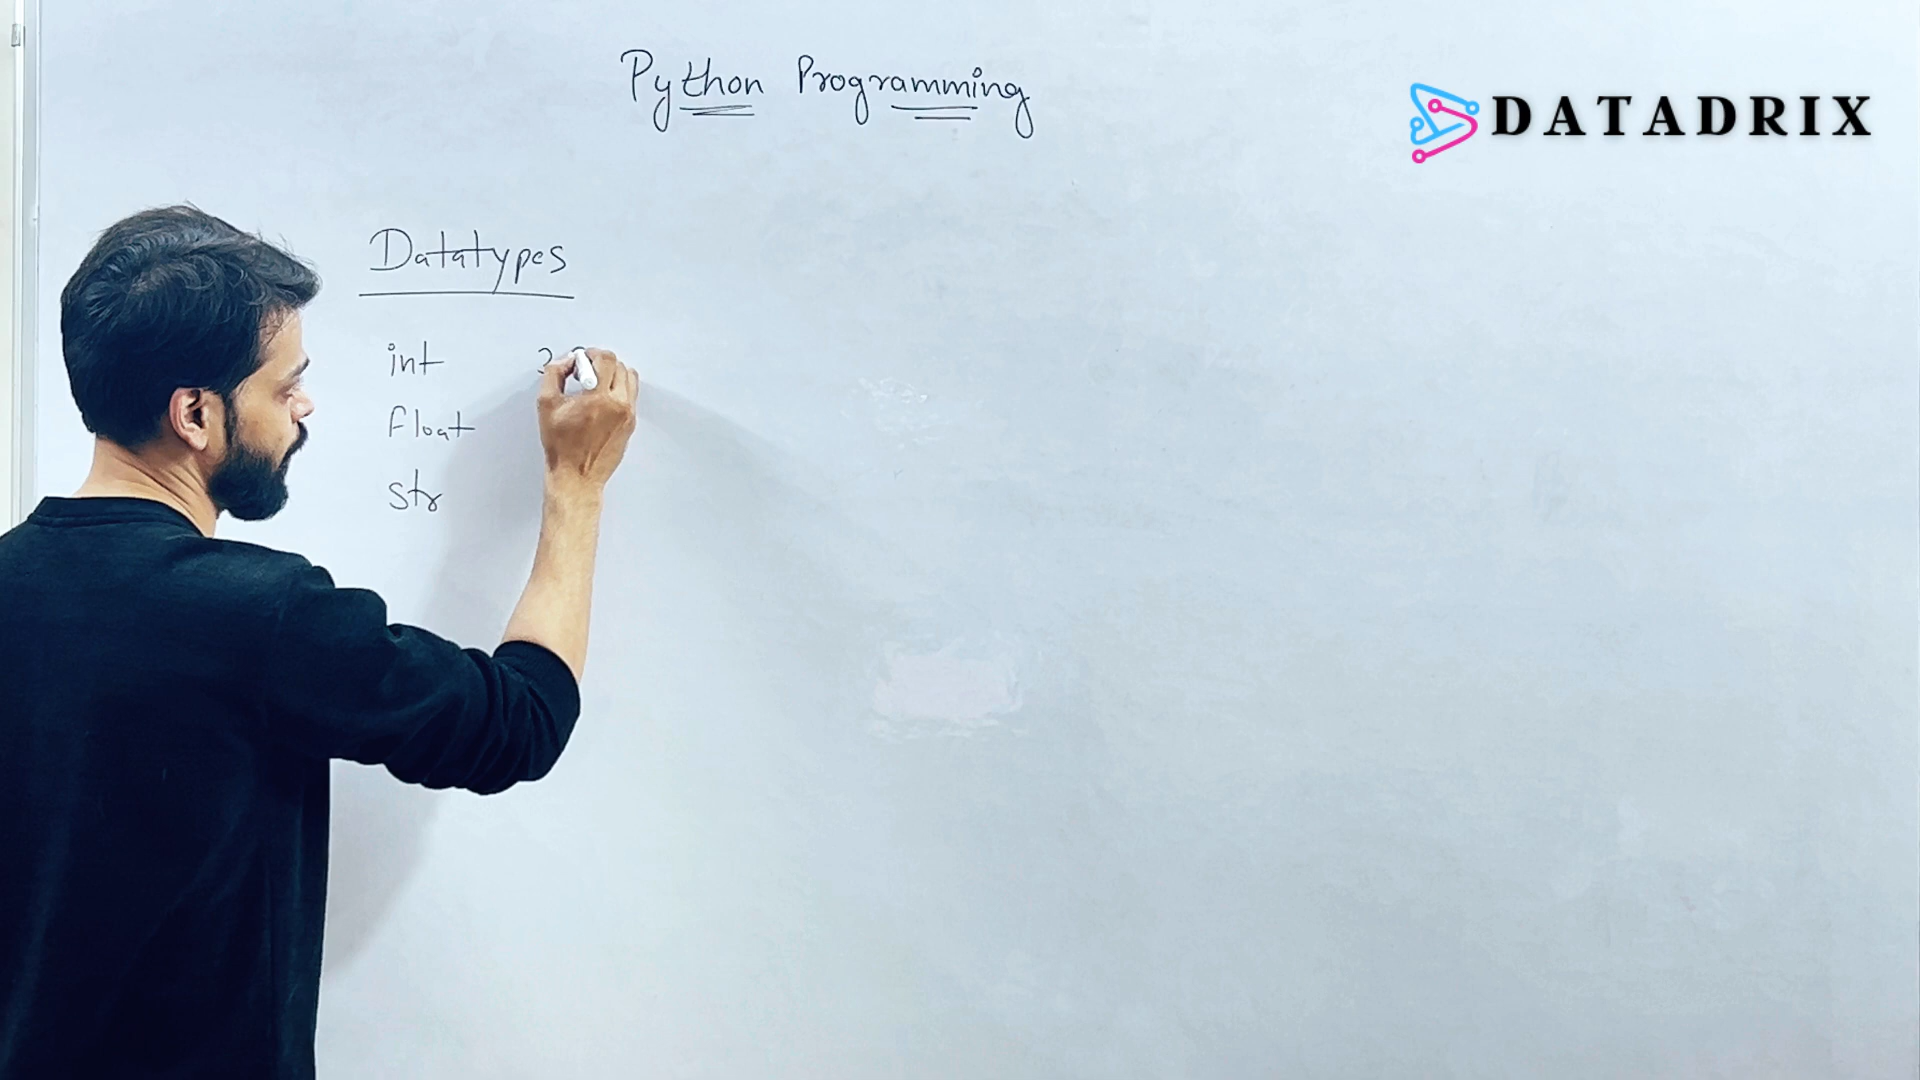 Python Programming
DATADRIX
Datatypes
int
float
str